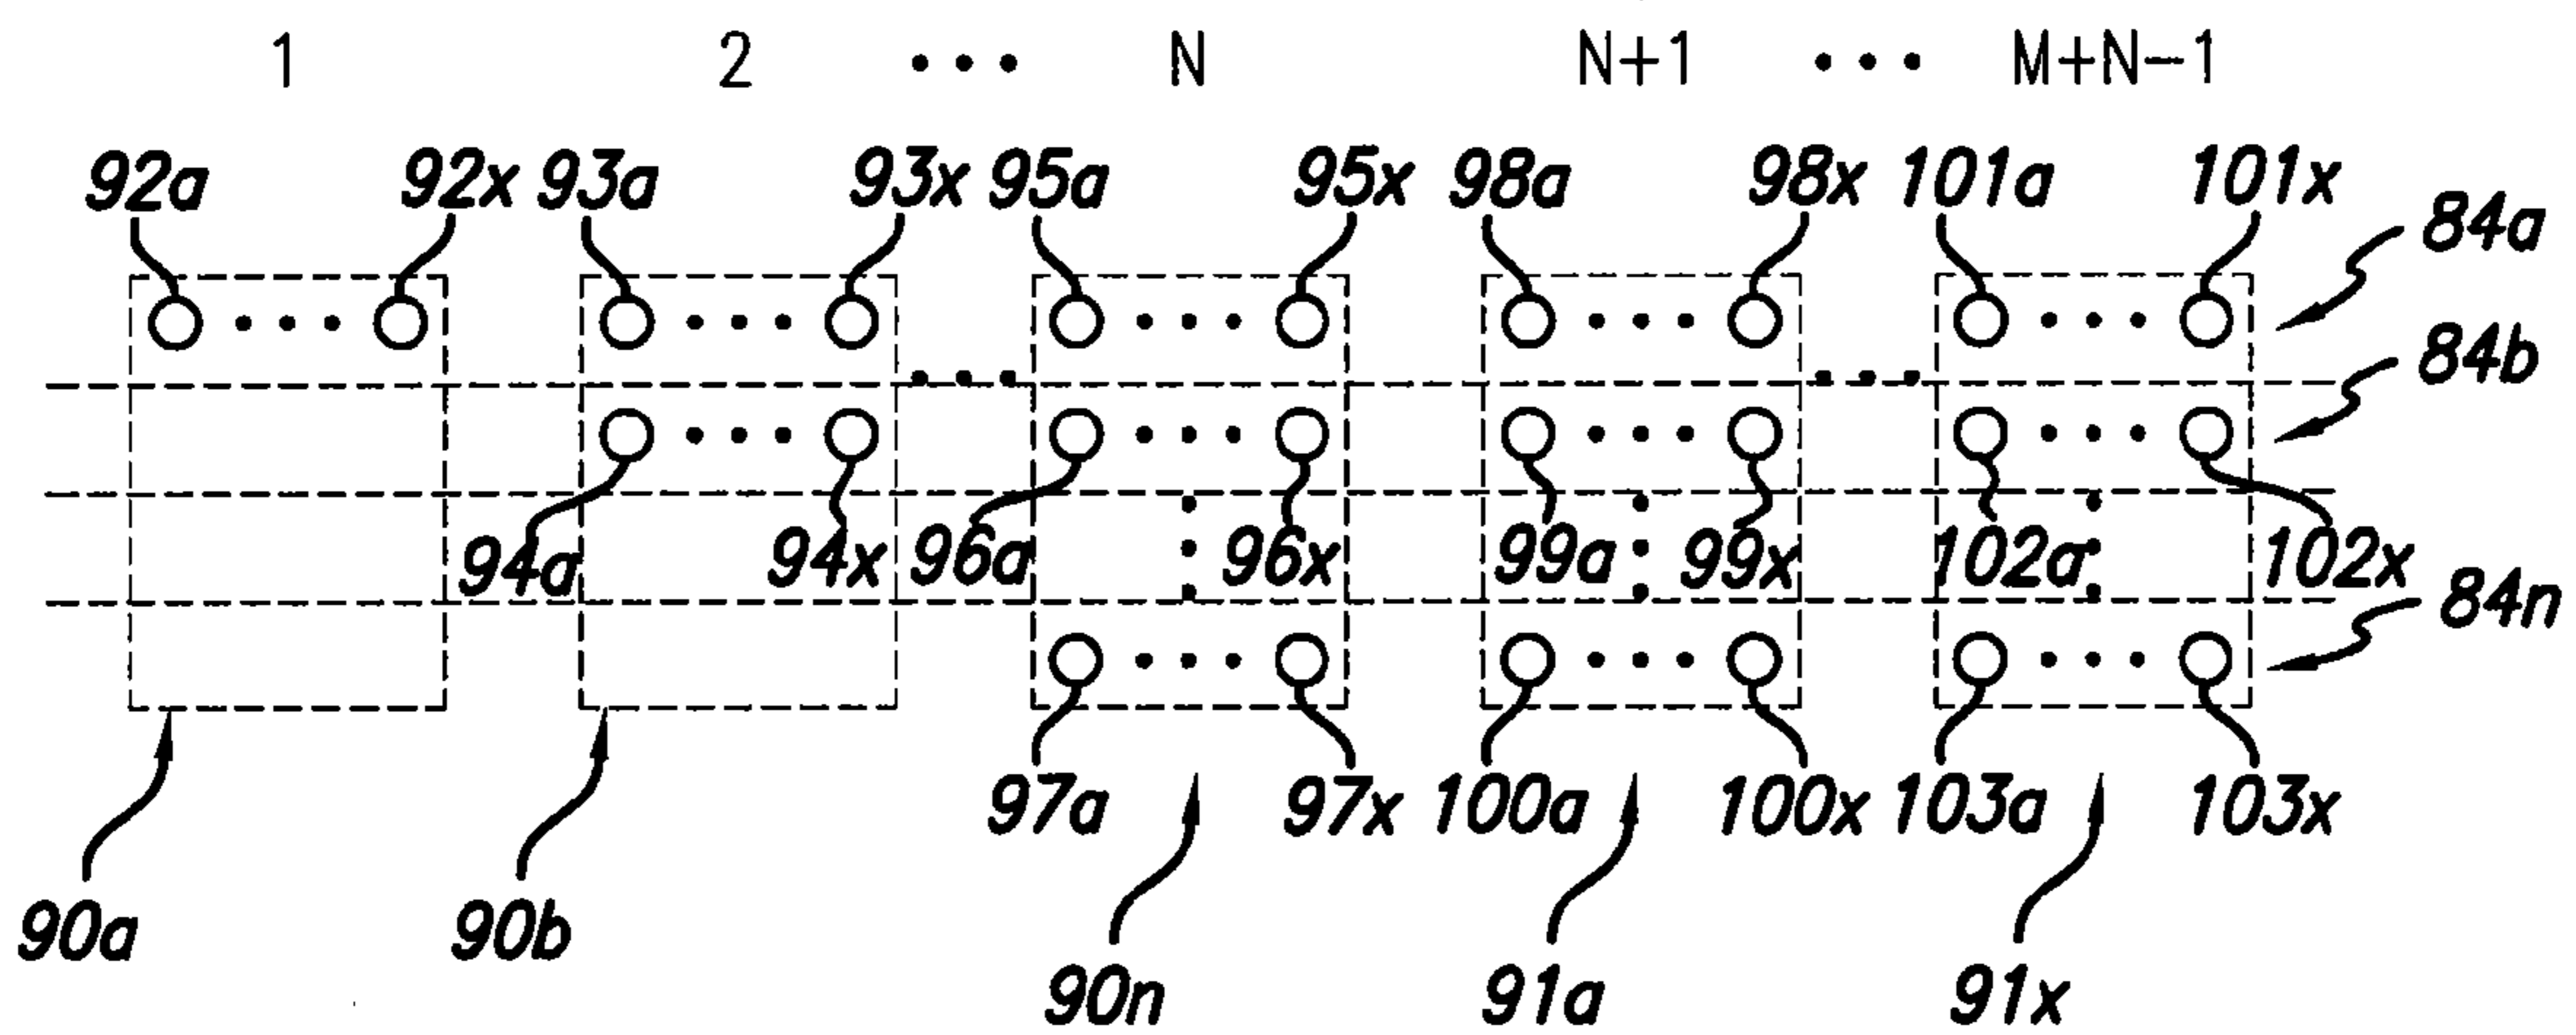 1 2 ... N N+1 ... M+N-1
92a 92x 93a 93x 95a 95x 98a 98x 101a 101x
84a
84b
94a 94x 96a 96x 99a 99x 102a 102x
84n
97a 97x 100a 100x 103a 103x
90a 90b
90n 91a 91x